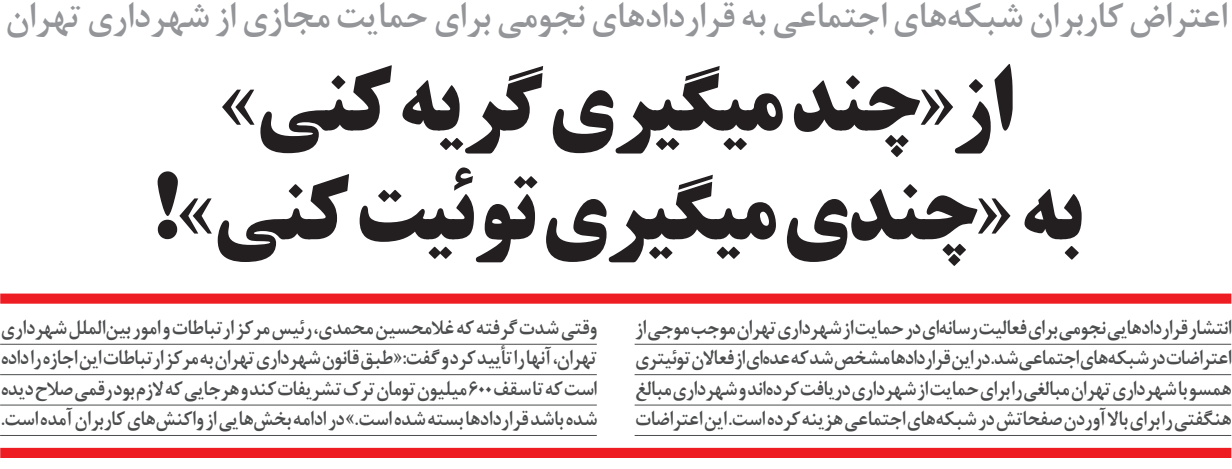 اعتراض کاربران شبکه‌های اجتماعی به قراردادهای نجومی برای حمایت مجازی از شهرداری تهران
از «چند میگیری گریه کنی»
به «چندی میگیری توئیت کنی»!
انتشار قراردادهایی نجومی برای فعالیت رسانه‌ای در حمایت از شهرداری تهران موجب موجی از
اعتراضات در شبکه‌های اجتماعی شد. در این قراردادها مشخص شد که عده‌ای از فعالان توئیتری
همسو با شهرداری تهران مبالغی را برای حمایت از شهرداری دریافت کرده‌اند و شهرداری مبالغ
هنگفتی را برای بالا آوردن صفحاتش در شبکه‌های اجتماعی هزینه کرده است. این اعتراضات
وقتی شدت گرفته که غلامحسین محمدی، رئیس مرکز ارتباطات و امور بین‌الملل شهرداری
تهران، آنها را تأیید کرد و گفت: «طبق قانون شهرداری تهران به مرکز ارتباطات این اجازه را داده
است که تا سقف ۶۰۰ میلیون تومان ترک تشریفات کند و هر جایی که لازم بود رقمی صلاح دیده
شده باشد قراردادها بسته شده است.» در ادامه بخش‌هایی از واکنش‌های کاربران آمده است.